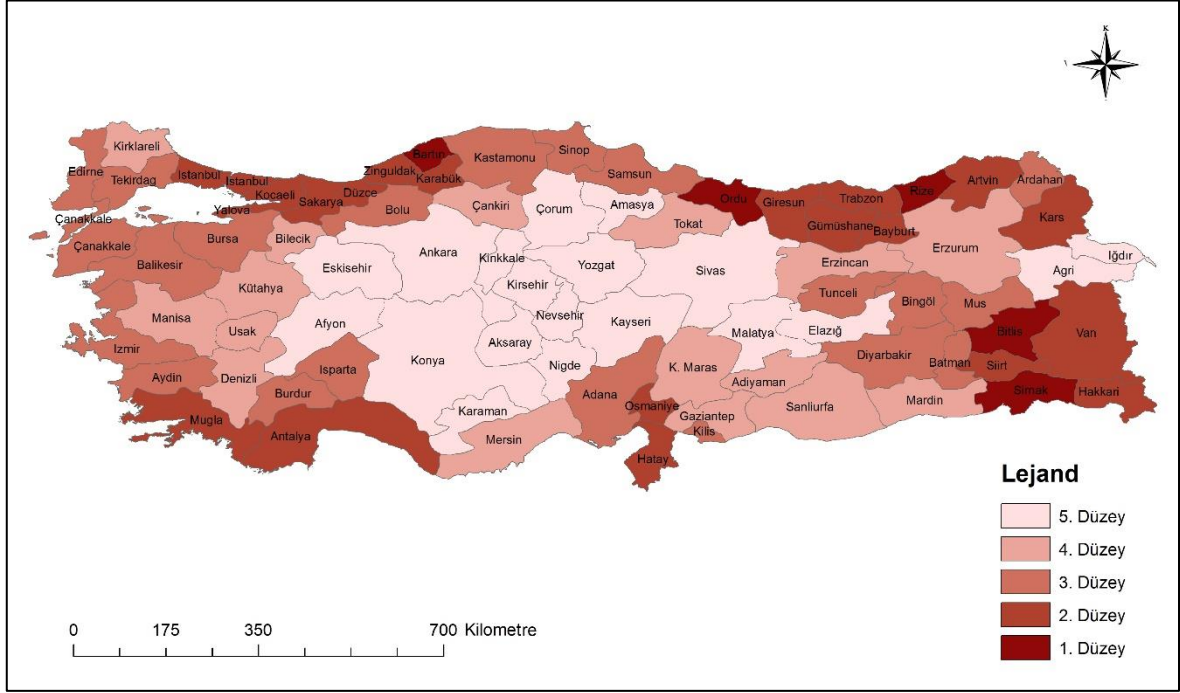 K
Kirklareli
Edirne
Tekirdag
Istanbul
Istanbul
Kocaeli
Yalova
Sakarya
Düzce
Zinguldak
Bartin
Karabük
Kastamonu
Sinop
Samsun
Ordu
Giresun
Trabzon
Rize
Artvin
Ardahan
Kars
Gümüshane
Bayburt
Çanakkale
Çanakkale
Bursa
Bilecik
Bolu
Çankiri
Çorum
Amasya
Tokat
Erzincan
Erzurum
Iğdır
Agri
Balikesir
Kütahya
Eskisehir
Ankara
Kinkkale
Kirsehir
Yozgat
Sivas
Tunceli
Bingöl
Mus
Manisa
Usak
Afyon
Konya
Aksaray
Nevsehir
Kayseri
Malatya
Elazığ
Bitlis
Van
Izmir
Aydin
Denizli
Isparta
Burdur
Nigde
K. Maras
Adiyaman
Diyarbakir
Batman
Siirt
Sirnak
Hakkari
Mugla
Antalya
Karaman
Mersin
Adana
Osmaniye
Gaziantep
Kilis
Sanliurfa
Mardin
Hatay
Lejand
5. Düzey
4. Düzey
3. Düzey
2. Düzey
1. Düzey
0 175 350 700 Kilometre